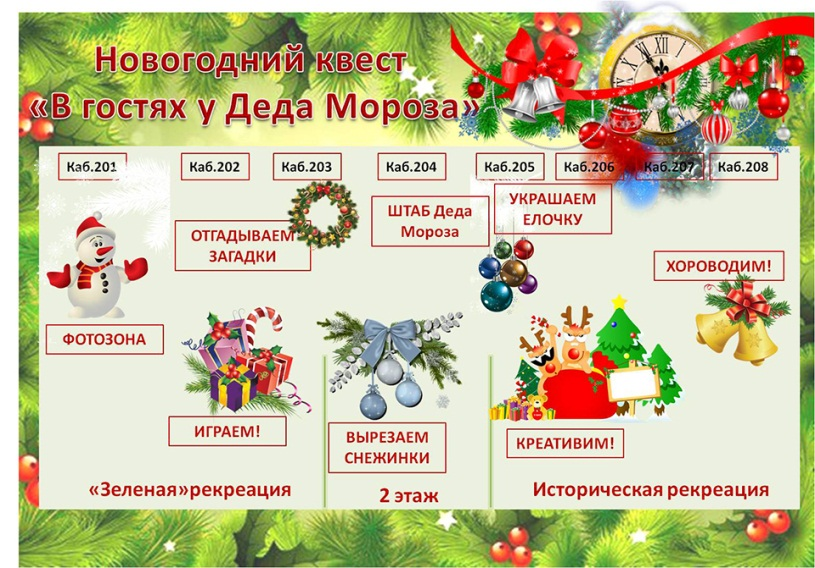 Новогодний квест
«В гостях у Деда Мороза»
XII
Каб.201
Каб.202
Каб.203
Каб.204
Каб.205
Каб.206
Каб.207
Каб.208
УКРАШАЕМ
ЕЛОЧКУ
ШТАБ Деда
Мороза
ОТГАДЫВАЕМ
ЗАГАДКИ
ХОРОВОДИМ!
ФОТОЗОНА
ИГРАЕМ!
ВЫРЕЗАЕМ
СНЕЖИНКИ
КРЕАТИВИМ!
«Зеленая»рекреация
2 этаж
Историческая рекреация